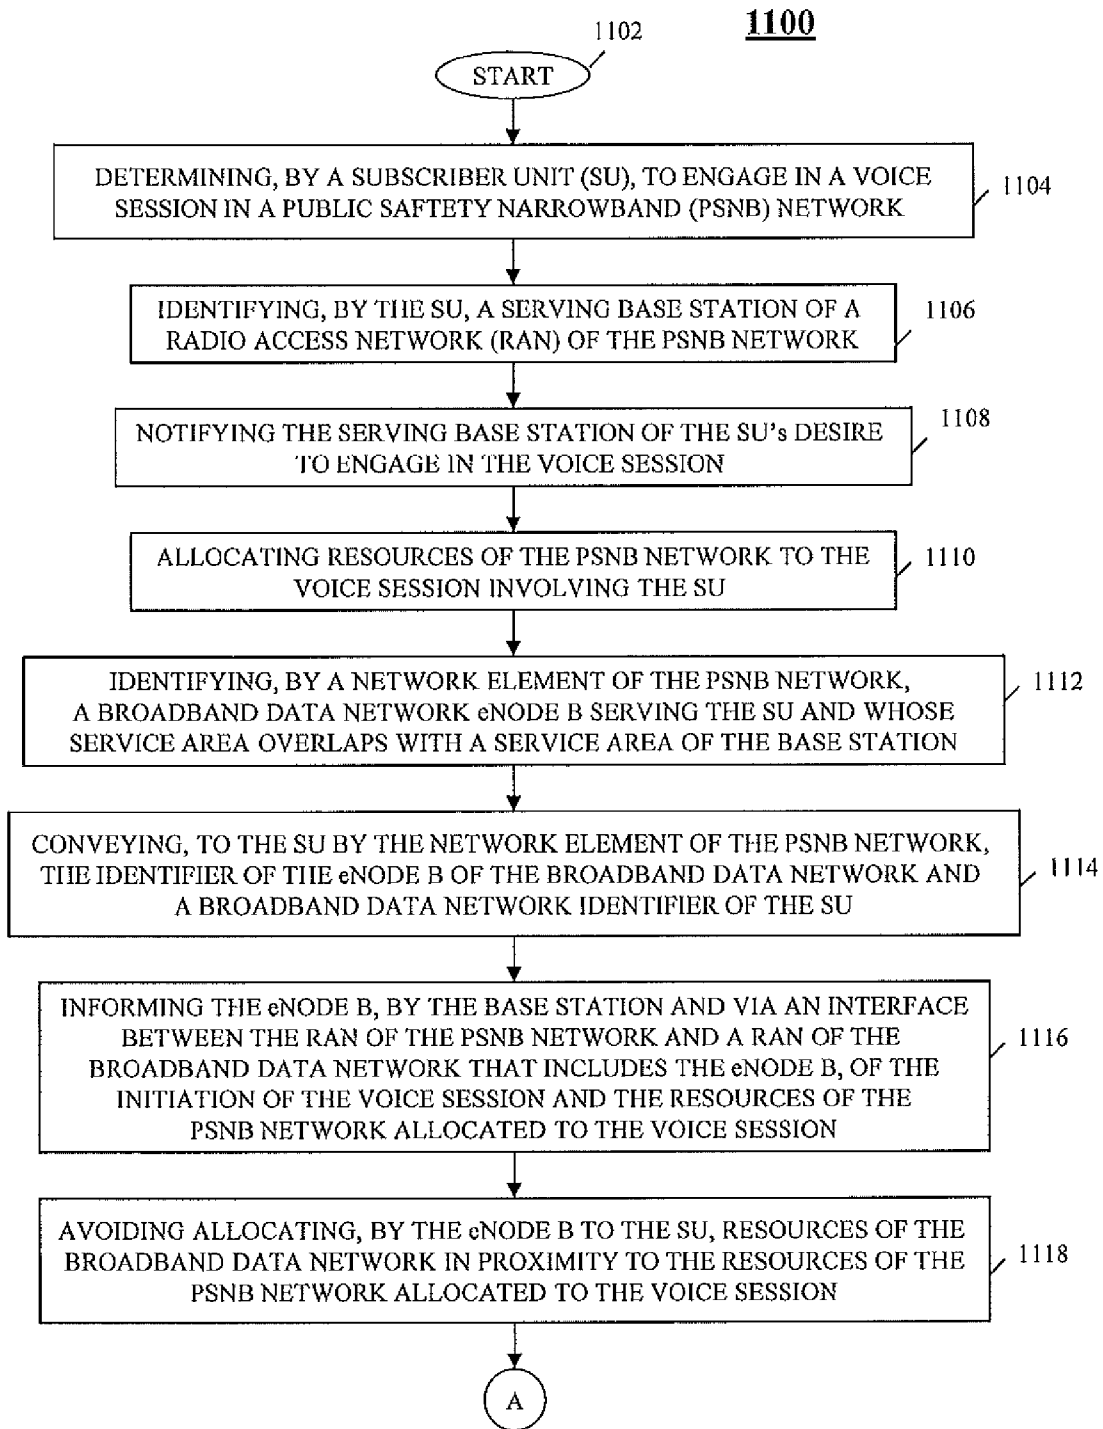 1100
1102
START
DETERMINING, BY A SUBSCRIBER UNIT (SU), TO ENGAGE IN A VOICE
SESSION IN A PUBLIC SAFTETY NARROWBAND (PSNB) NETWORK
1104
IDENTIFYING, BY THE SU, A SERVING BASE STATION OF A
RADIO ACCESS NETWORK (RAN) OF THE PSNB NETWORK
1106
NOTIFYING THE SERVING BASE STATION OF THE SU's DESIRE
TO ENGAGE IN THE VOICE SESSION
1108
ALLOCATING RESOURCES OF THE PSNB NETWORK TO THE
VOICE SESSION INVOLVING THE SU
1110
IDENTIFYING, BY A NETWORK ELEMENT OF THE PSNB NETWORK,
A BROADBAND DATA NETWORK eNODE B SERVING THE SU AND WHOSE
SERVICE AREA OVERLAPS WITH A SERVICE AREA OF THE BASE STATION
1112
CONVEYING, TO THE SU BY THE NETWORK ELEMENT OF THE PSNB NETWORK,
THE IDENTIFIER OF THE eNODE B OF THE BROADBAND DATA NETWORK AND
A BROADBAND DATA NETWORK IDENTIFIER OF THE SU
1114
INFORMING THE eNODE B, BY THE BASE STATION AND VIA AN INTERFACE
BETWEEN THE RAN OF THE PSNB NETWORK AND A RAN OF THE
BROADBAND DATA NETWORK THAT INCLUDES THE eNODE B, OF THE
INITIATION OF THE VOICE SESSION AND THE RESOURCES OF THE
PSNB NETWORK ALLOCATED TO THE VOICE SESSION
1116
AVOIDING ALLOCATING, BY THE eNODE B TO THE SU, RESOURCES OF THE
BROADBAND DATA NETWORK IN PROXIMITY TO THE RESOURCES OF THE
PSNB NETWORK ALLOCATED TO THE VOICE SESSION
1118
A